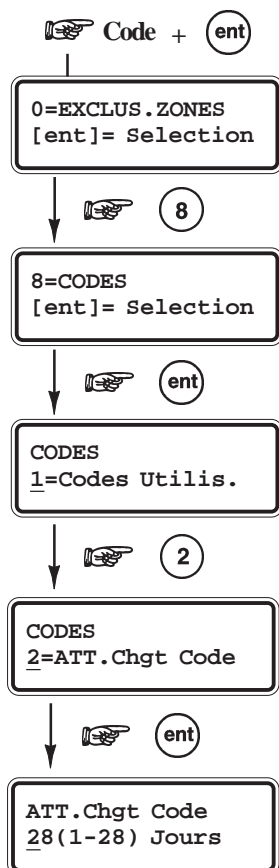 Code + ent
0=EXCLUS.ZONES
[ent]= Selection
8
8=CODES
[ent]= Selection
ent
CODES
1=Codes Utilis.
2
CODES
2=ATT.Chgt Code
ent
ATT.Chgt Code
28(1-28) Jours